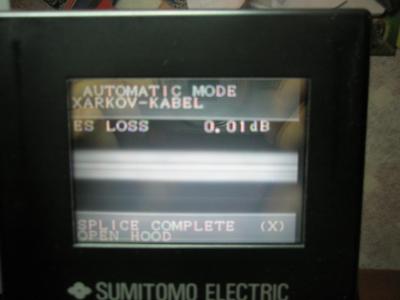 AUTOMATIC MODE
XARKOV-KABEL
ES LOSS 0.01dB
SPLICE COMPLETE (X)
OPEN HOOD
SUMITOMO ELECTRIC